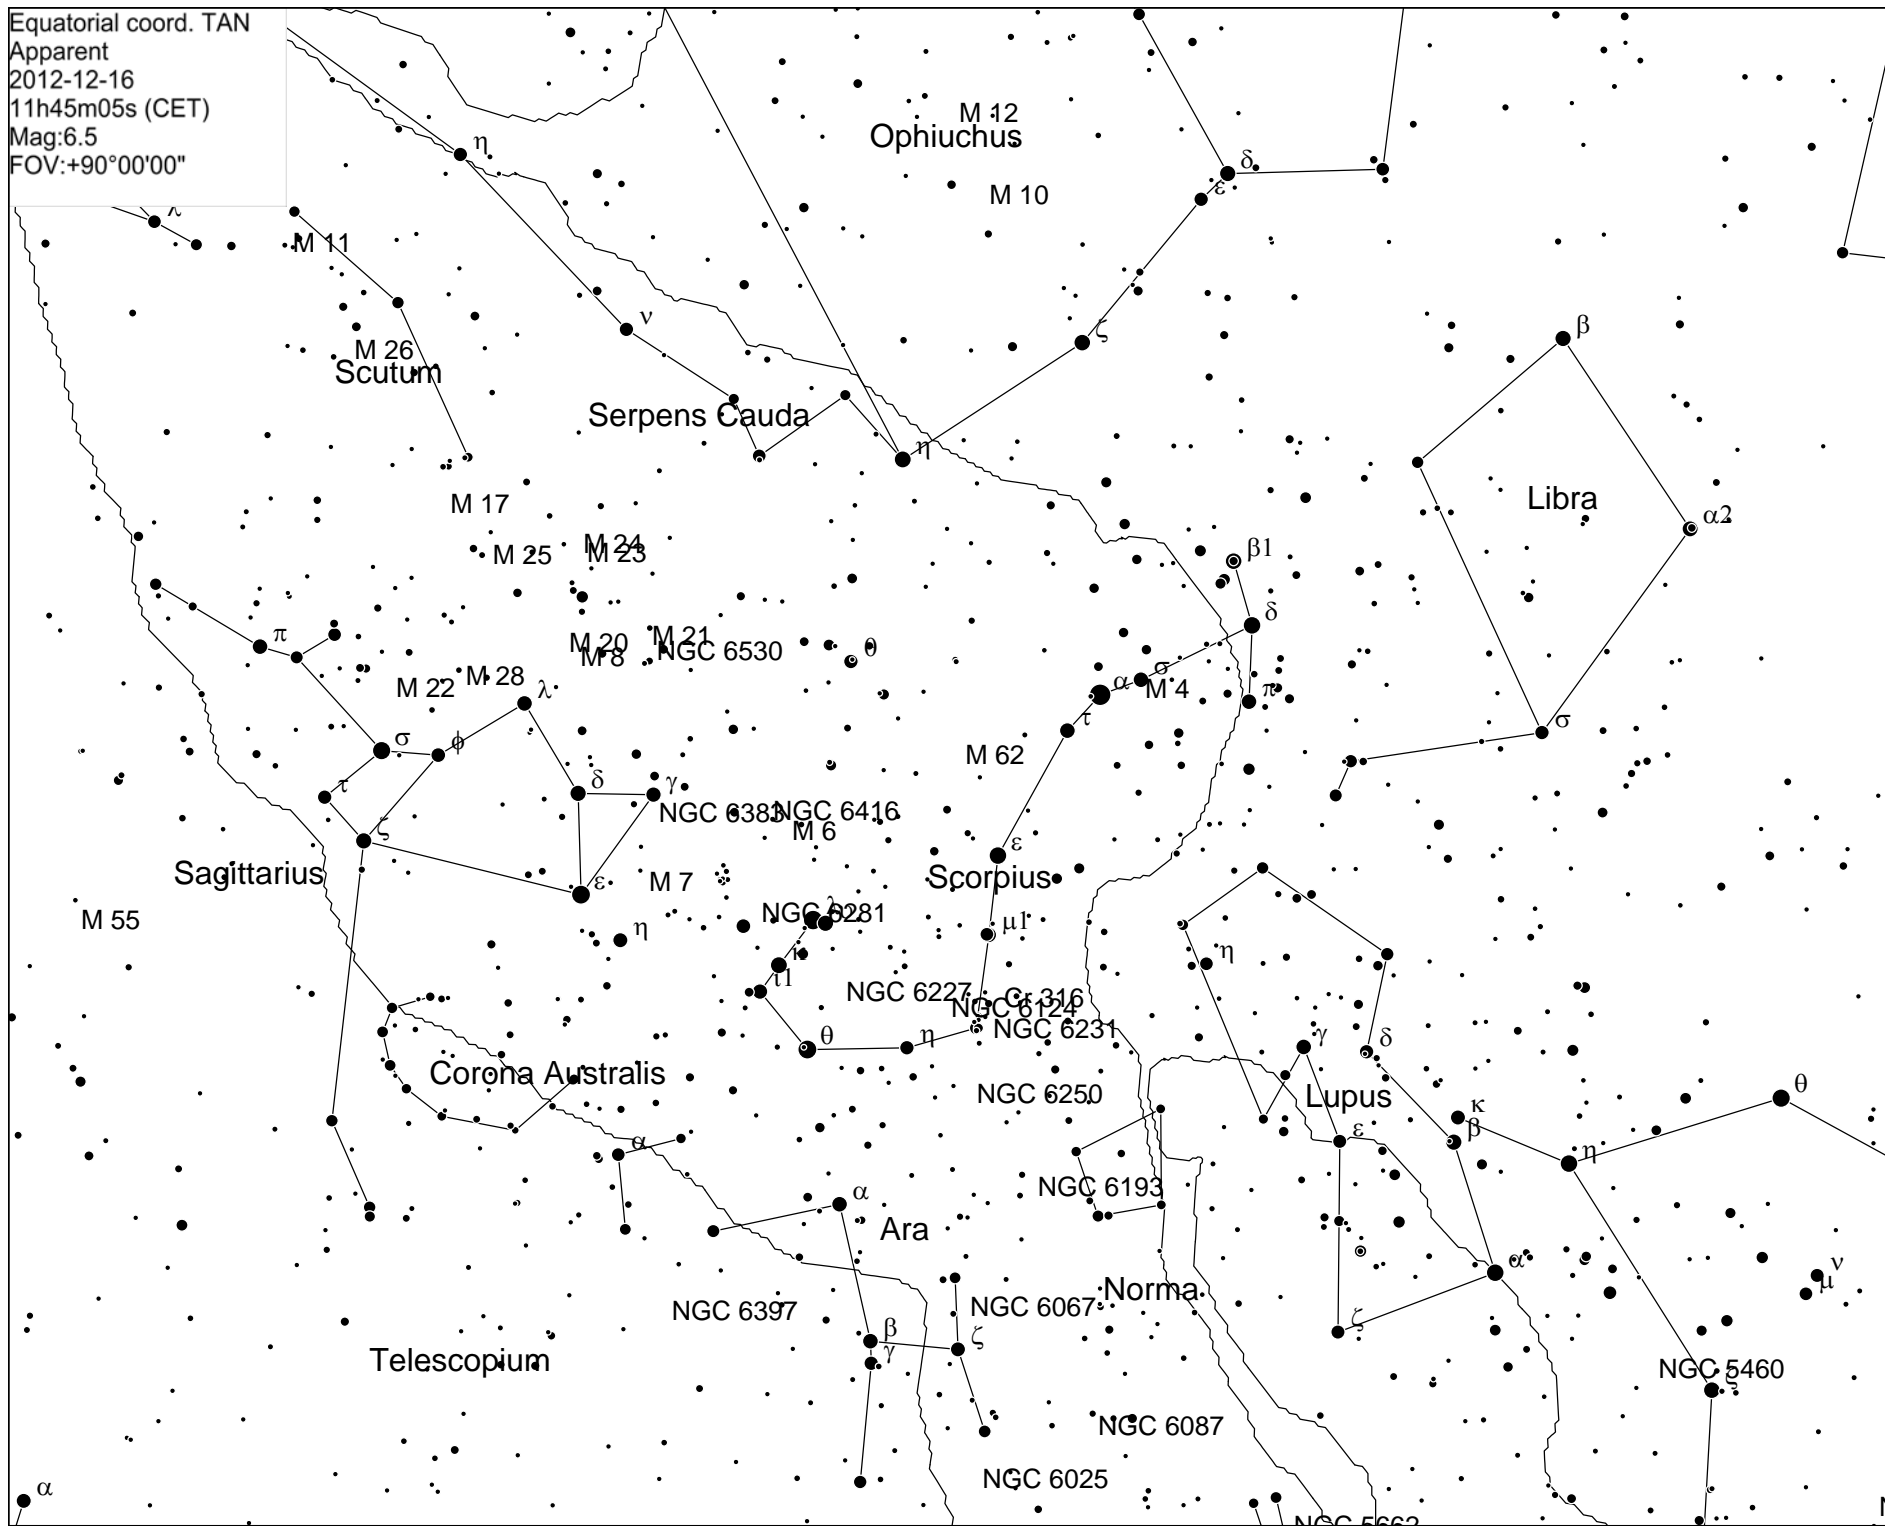 Equatorial coord. TAN
Apparent
2012-12-16
11h45m05s (CET)
Mag:6.5
FOV:+90°00'00"
M 12
Ophiuchus
η
δ
ε
M 10
λ
M 11
ν
ζ
β
M 26
Scutum
Serpens Cauda
η
M 17
Libra
α2
M 24
M 23
M 25
β1
δ
π
M 20
M 21
M 8
NGC 6530
θ
M 22
M 28
λ
α
σ
M 4
π
τ
σ
φ
M 62
σ
τ
δ
γ
NGC 6383
NGC 6416
M 6
ζ
ε
Sagittarius
ε
M 7
Scorpius
M 55
λ
NGC 6281
η
μ1
κ
η
ι1
NGC 6227
Cr 316
NGC 6124
NGC 6231
θ
η
γ
δ
Corona Australis
NGC 6250
Lupus
κ
β
θ
α
ε
η
NGC 6193
α
Ara
ν
μ
α
Norma
NGC 6397
NGC 6067
β
γ
ζ
ζ
Telescopium
NGC 5460
ζ
NGC 6087
NGC 6025
α
NGC 5662